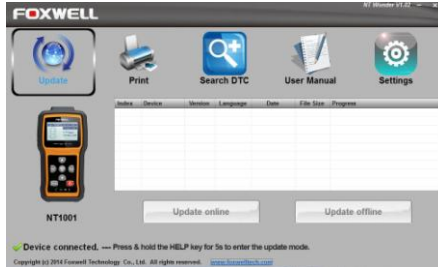 FOXWELL
NT Wonder V1.02
Update
Print
Search DTC
User Manual
Settings
Index Device Version Language Date File Size Progress
NT1001
Update online
Update offline
Device connected. --- Press & hold the HELP key for 5s to enter the update mode.
Copyright (c) 2014 Foxwell Technology Co., Ltd. All rights reserved. www.foxwelltech.com